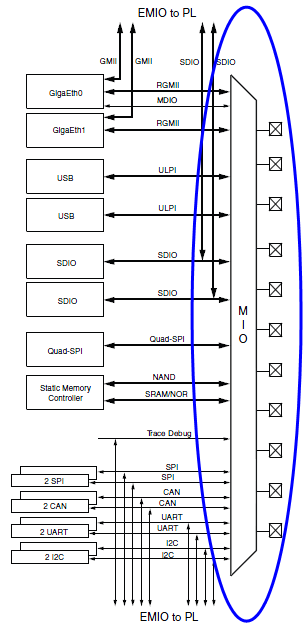 EMIO to PL
GMII GMII SDIO SDIO
GigaEth0
RGMII
MDIO
GigaEth1
RGMII
USB
ULPI
USB
ULPI
SDIO
SDIO
SDIO
SDIO
M
I
O
Quad-SPI
Quad-SPI
Static Memory
Controller
NAND
SRAM/NOR
Trace Debug
SPI
2 SPI
SPI
CAN
2 CAN
CAN
UART
2 UART
UART
I2C
2 I2C
I2C
EMIO to PL